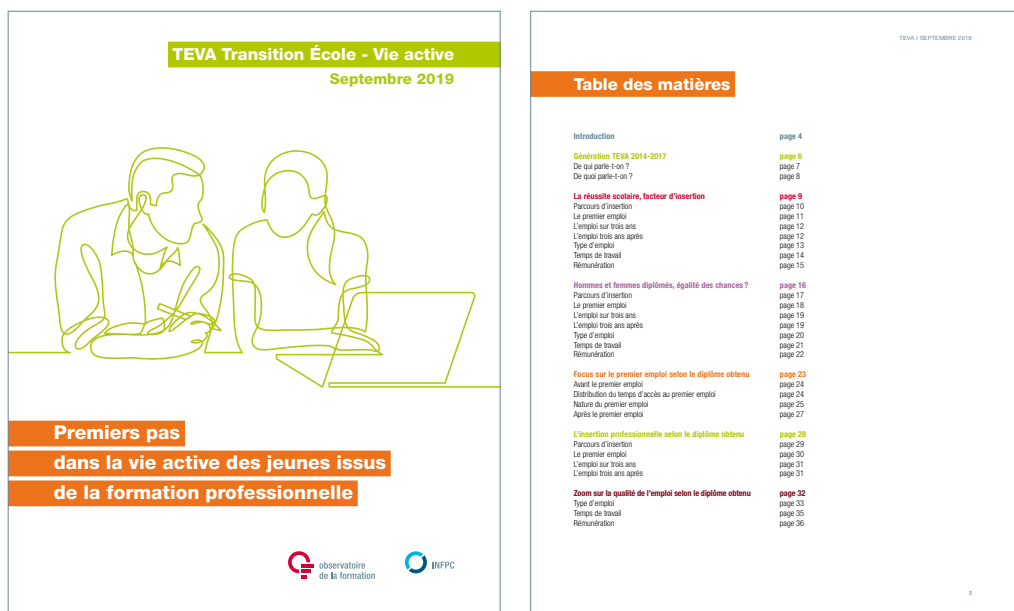 TEVA Transition École - Vie active
Septembre 2019
Premiers pas
dans la vie active des jeunes issus
de la formation professionnelle
observatoire
de la formation
INFPC
TEVA I SEPTEMBRE 2019
Table des matières
Introduction page 4
Génération TEVA 2014-2017 page 6
De qui parle-t-on ? page 7
De quoi parle-t-on ? page 8
La réussite scolaire, facteur d'insertion page 9
Parcours d'insertion page 10
Le premier emploi page 11
L'emploi sur trois ans page 12
L'emploi trois ans après page 12
Type d'emploi page 13
Temps de travail page 14
Rémunération page 15
Hommes et femmes diplômés, égalité des chances ? page 16
Parcours d'insertion page 17
Le premier emploi page 18
L'emploi sur trois ans page 19
L'emploi trois ans après page 19
Type d'emploi page 20
Temps de travail page 21
Rémunération page 22
Focus sur le premier emploi selon le diplôme obtenu page 23
Avant le premier emploi page 24
Distribution du temps d'accès au premier emploi page 24
Nature du premier emploi page 25
Après le premier emploi page 27
L'insertion professionnelle selon le diplôme obtenu page 28
Parcours d'insertion page 29
Le premier emploi page 30
L'emploi sur trois ans page 31
L'emploi trois ans après page 31
Zoom sur la qualité de l'emploi selon le diplôme obtenu page 32
Type d'emploi page 33
Temps de travail page 35
Rémunération page 36
3